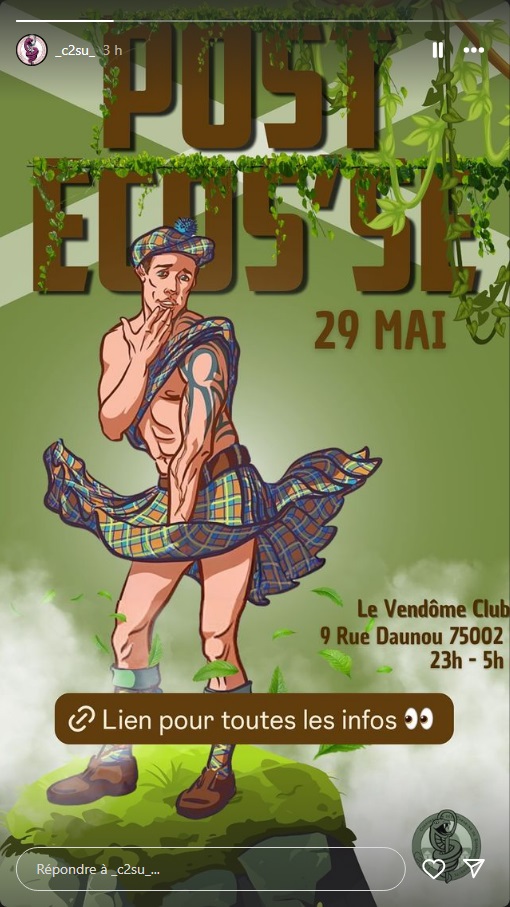 _c2su_ 3 h
POST
ECOS'SE
29 MAI
Le Vendôme Club
9 Rue Daunou 75002
23h - 5h
Lien pour toutes les infos 👀
Répondre à _c2su_...